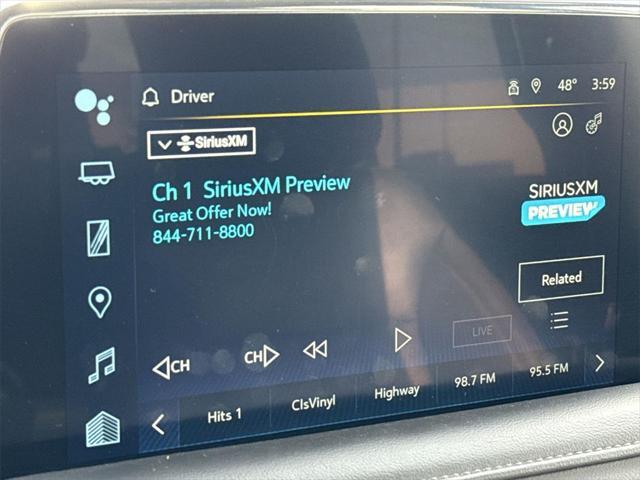 Driver 48° 3:59
SiriusXM
Ch 1 SiriusXM Preview
Great Offer Now!
844-711-8800
SIRIUSXM
PREVIEW
Related
CH CH LIVE
Hits 1 ClsVinyl Highway 98.7 FM 95.5 FM